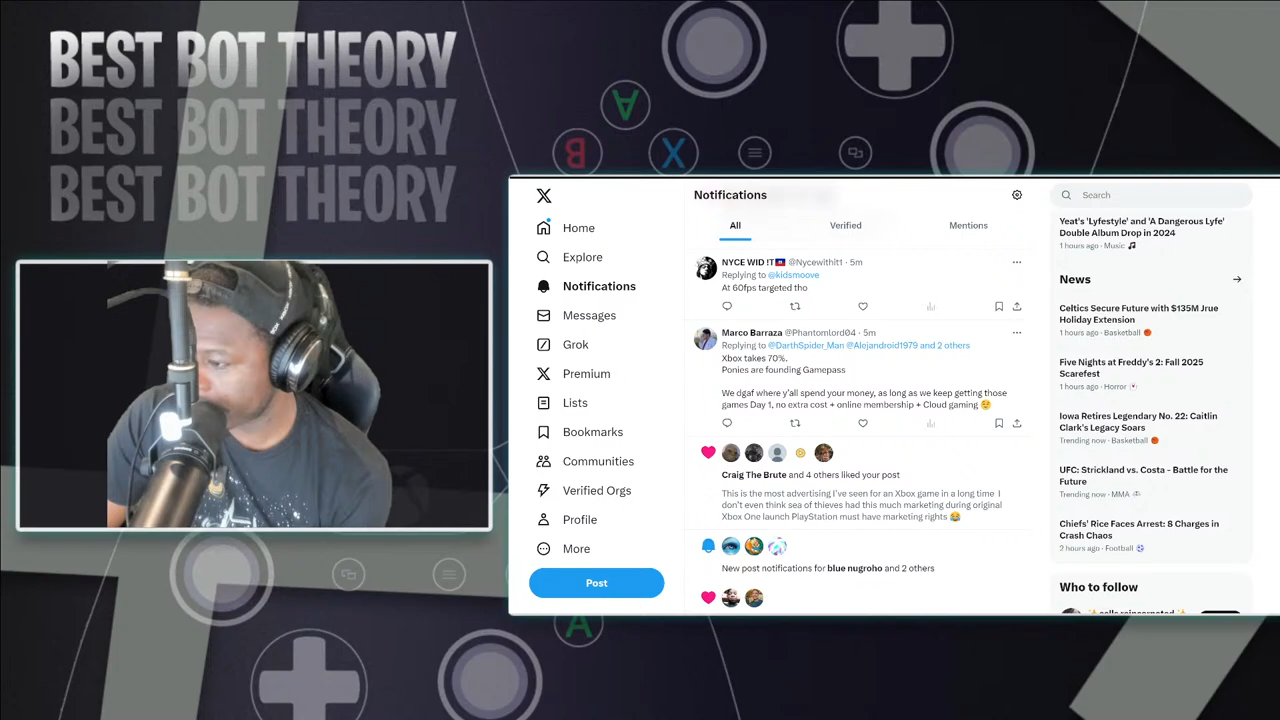 BEST BOT THEORY
BEST BOT THEORY
BEST BOT THEORY
A
B
X
A
Home
Explore
Notifications
Messages
Grok
Premium
Lists
Bookmarks
Communities
Verified Orgs
Profile
More
Post
Notifications
All
Verified
Mentions
NYCE WID !T🇭🇹 @Nycewithit1 · 5m
Replying to @kidsmoove
At 60fps targeted tho
Marco Barraza @Phantomlord04 · 5m
Replying to @DarthSpider_Man @Alejandroid1979 and 2 others
Xbox takes 70%.
Ponies are founding Gamepass
We dgaf where y'all spend your money, as long as we keep getting those
games Day 1, no extra cost + online membership + Cloud gaming 😌
Craig The Brute and 4 others liked your post
This is the most advertising I've seen for an Xbox game in a long time I
don't even think sea of thieves had this much marketing during original
Xbox One launch PlayStation must have marketing rights 😂
New post notifications for blue nugroho and 2 others
Search
Yeat's 'Lyfestyle' and 'A Dangerous Lyfe'
Double Album Drop in 2024
1 hours ago · Music
News
Celtics Secure Future with $135M Jrue
Holiday Extension
1 hours ago · Basketball
Five Nights at Freddy's 2: Fall 2025
Scarefest
1 hours ago · Horror
Iowa Retires Legendary No. 22: Caitlin
Clark's Legacy Soars
Trending now · Basketball
UFC: Strickland vs. Costa - Battle for the
Future
Trending now · MMA
Chiefs' Rice Faces Arrest: 8 Charges in
Crash Chaos
2 hours ago · Football
Who to follow